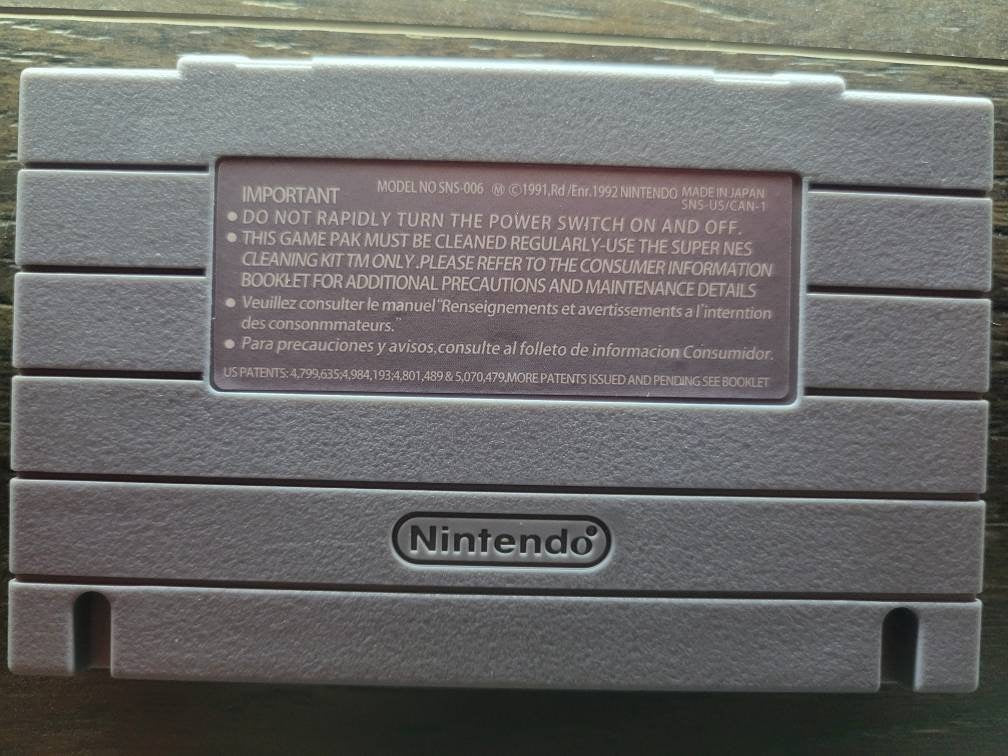 IMPORTANT MODEL NO SNS-006 Ⓜ ©1991,Rd/Enr.1992 NINTENDO MADE IN JAPAN
SNS-US/CAN-1
● DO NOT RAPIDLY TURN THE POWER SWITCH ON AND OFF.
● THIS GAME PAK MUST BE CLEANED REGULARLY-USE THE SUPER NES
CLEANING KIT TM ONLY .PLEASE REFER TO THE CONSUMER INFORMATION
BOOKLET FOR ADDITIONAL PRECAUTIONS AND MAINTENANCE DETAILS
● Veuillez consulter le manuel "Renseignements et avertissements a l'interntion
des consonmmateurs."
● Para precauciones y avisos,consulte al folleto de informacion Consumidor.
US PATENTS: 4,799,635;4,984,193;4,801,489 & 5,070,479.MORE PATENTS ISSUED AND PENDING SEE BOOKLET
Nintendo